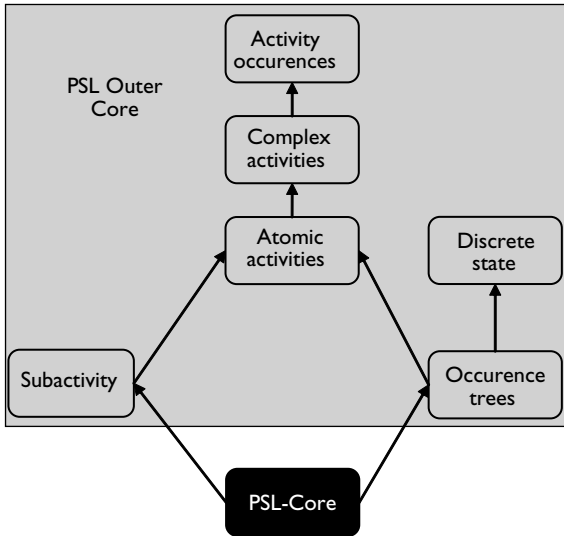 Activity
occurences
PSL Outer
Core
Complex
activities
Atomic
activities
Discrete
state
Subactivity
Occurence
trees
PSL-Core